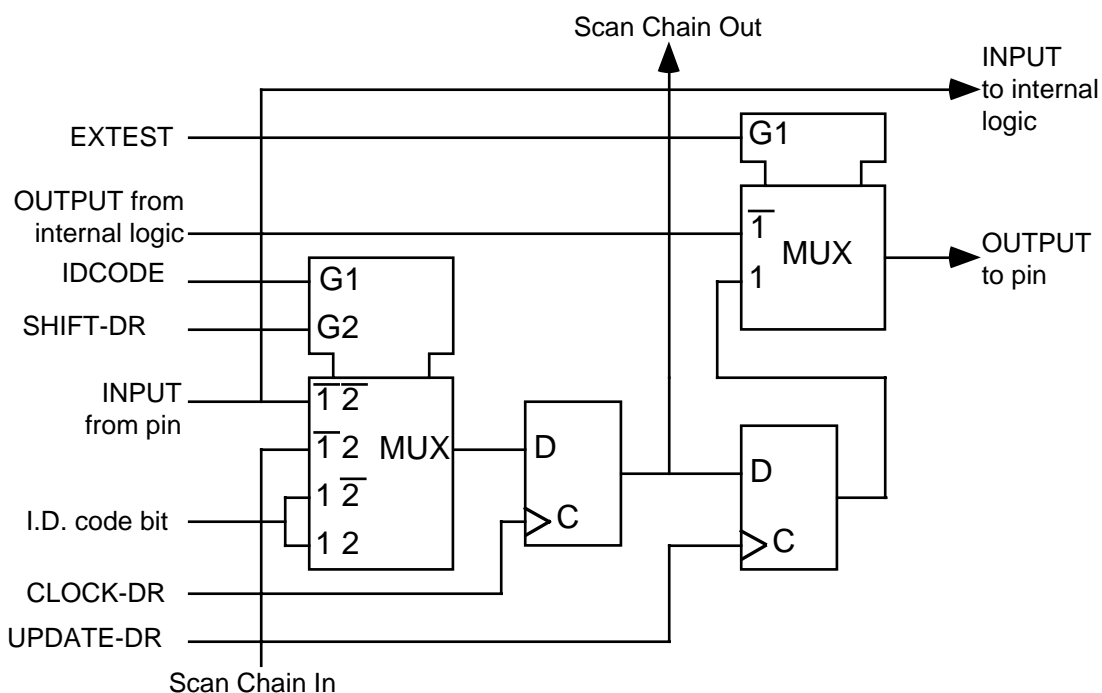 Scan Chain Out
INPUT
to internal
logic
EXTEST
G1
OUTPUT from
internal logic
1̅
MUX
1
OUTPUT
to pin
IDCODE
G1
SHIFT-DR
G2
INPUT
from pin
1̅ 2̅
1̅ 2
MUX
1 2̅
1 2
I.D. code bit
D
C
D
C
CLOCK-DR
UPDATE-DR
Scan Chain In